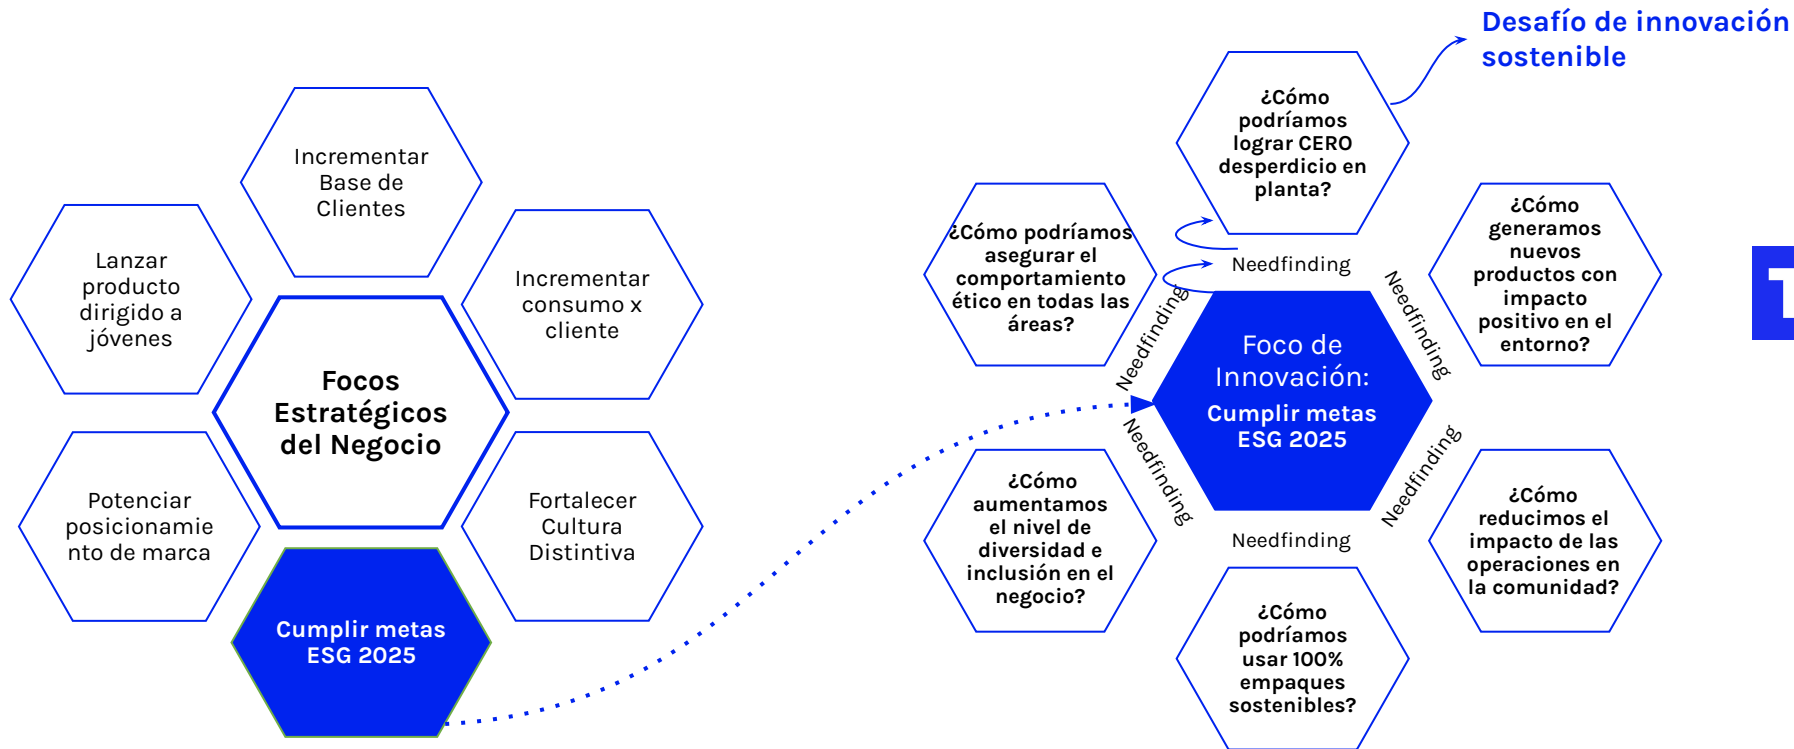 Desafío de innovación
sostenible
Incrementar
Base de
Clientes
Lanzar
producto
dirigido a
jóvenes
Incrementar
consumo x
cliente
Focos
Estratégicos
del Negocio
Potenciar
posicionamie
nto de marca
Fortalecer
Cultura
Distintiva
Cumplir metas
ESG 2025
¿Cómo
podríamos
lograr CERO
desperdicio en
planta?
¿Cómo podríamos
asegurar el
comportamiento
ético en todas las
áreas?
¿Cómo
generamos
nuevos
productos con
impacto
positivo en el
entorno?
Needfinding
Needfinding
Needfinding
Foco de
Innovación:
Cumplir metas
ESG 2025
Needfinding
Needfinding
Needfinding
¿Cómo
aumentamos
el nivel de
diversidad e
inclusión en el
negocio?
¿Cómo
reducimos el
impacto de las
operaciones en
la comunidad?
¿Cómo
podríamos
usar 100%
empaques
sostenibles?